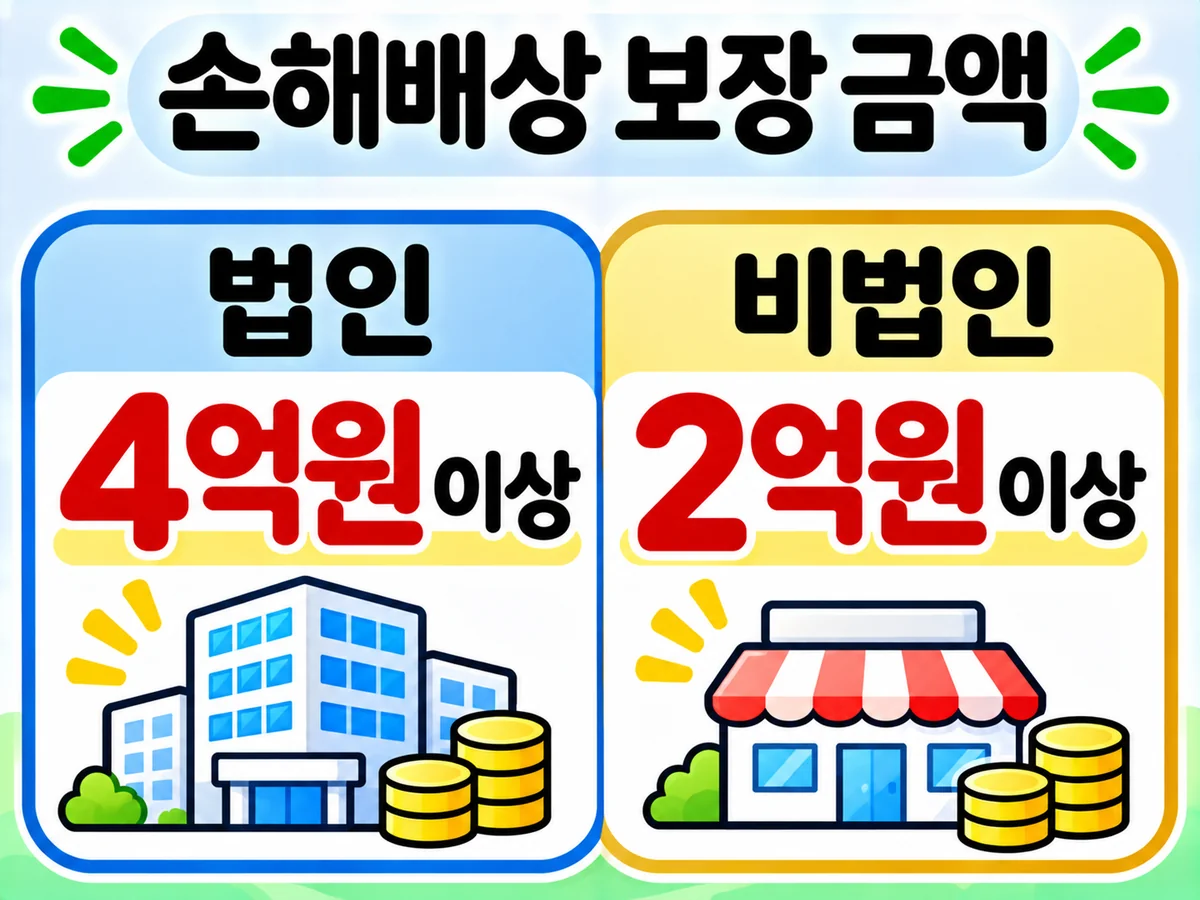 손해배상 보장 금액
법인
4억원 이상
비법인
2억원 이상